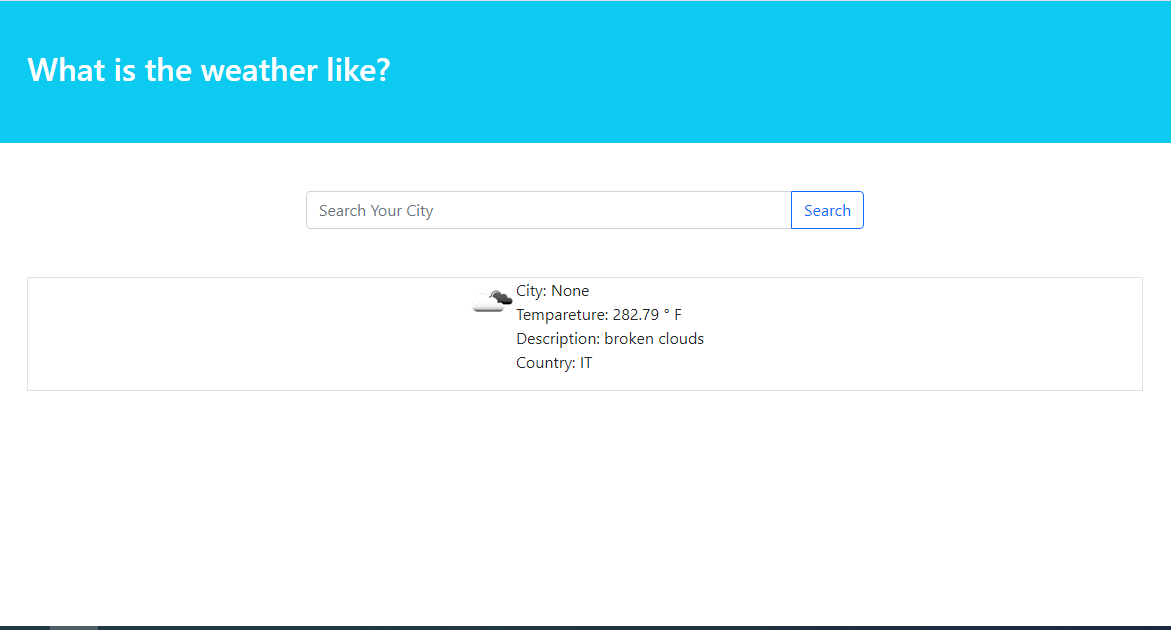 What is the weather like?
Search Your City
Search
City: None
Tempareture: 282.79 ° F
Description: broken clouds
Country: IT